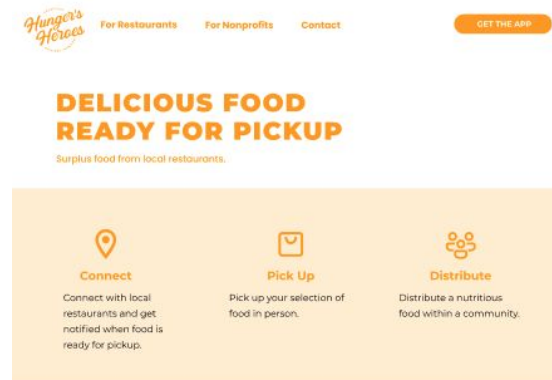 Hunger's
Heroes
For Restaurants
For Nonprofits
Contact
GET THE APP
DELICIOUS FOOD
READY FOR PICKUP
Surplus food from local restaurants.
Connect
Connect with local
restaurants and get
notified when food is
ready for pickup.
Pick Up
Pick up your selection of
food in person.
Distribute
Distribute a nutritious
food within a community.